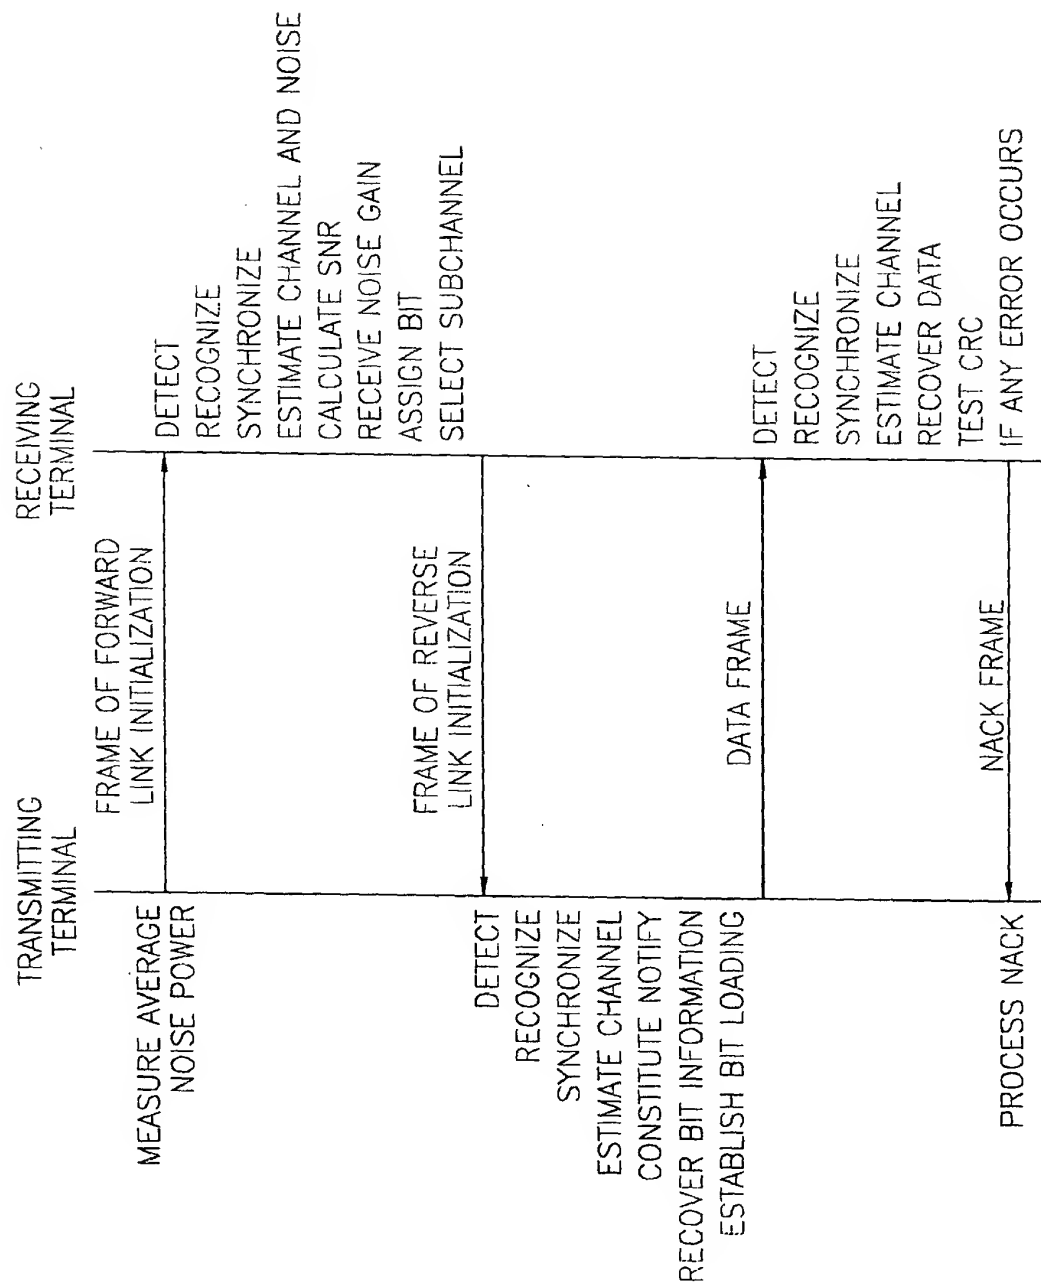 TRANSMITTING
TERMINAL
RECEIVING
TERMINAL
MEASURE AVERAGE
NOISE POWER
FRAME OF FORWARD
LINK INITIALIZATION
DETECT
RECOGNIZE
SYNCHRONIZE
ESTIMATE CHANNEL AND NOISE
CALCULATE SNR
RECEIVE NOISE GAIN
ASSIGN BIT
SELECT SUBCHANNEL
FRAME OF REVERSE
LINK INITIALIZATION
DETECT
RECOGNIZE
SYNCHRONIZE
ESTIMATE CHANNEL
CONSTITUTE NOTIFY
RECOVER BIT INFORMATION
ESTABLISH BIT LOADING
DATA FRAME
DETECT
RECOGNIZE
SYNCHRONIZE
ESTIMATE CHANNEL
RECOVER DATA
TEST CRC
IF ANY ERROR OCCURS
NACK FRAME
PROCESS NACK